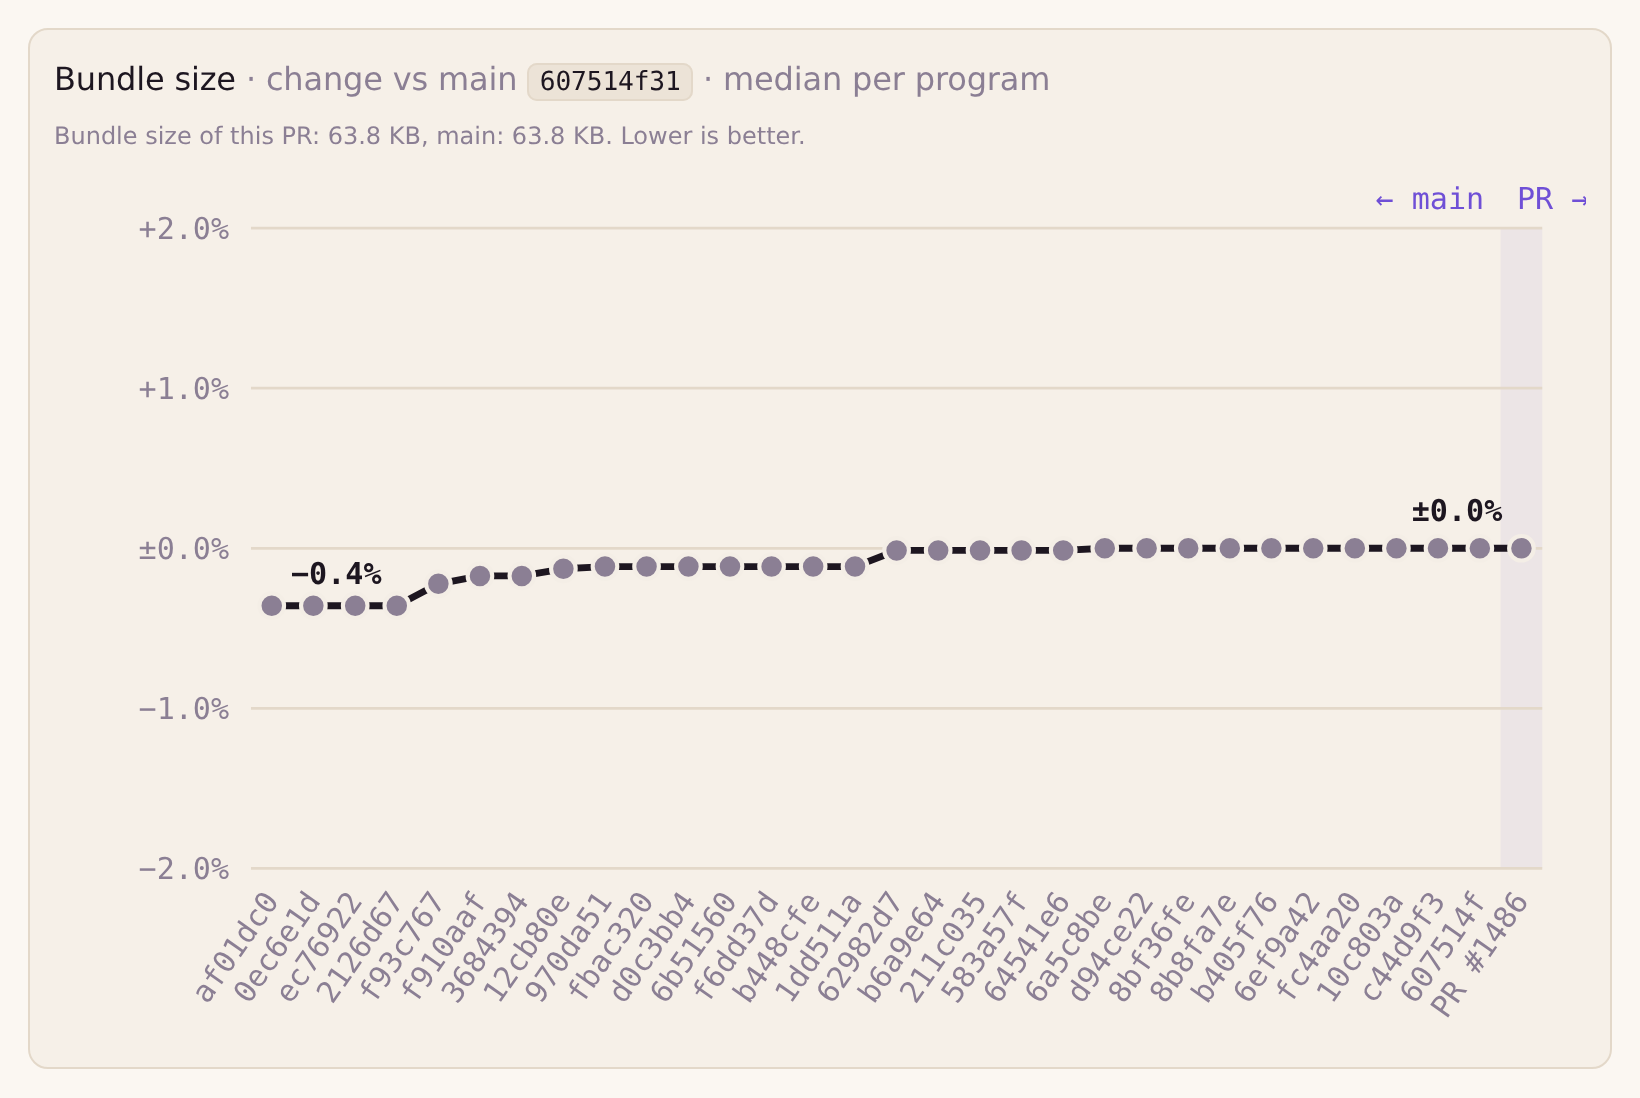 Bundle size · change vs main 607514f31 · median per program
Bundle size of this PR: 63.8 KB, main: 63.8 KB. Lower is better.
← main PR →
+2.0%
+1.0%
±0.0%
−1.0%
−2.0%
−0.4%
±0.0%
af01dc0
0ec6e1d
ec76922
2126d67
f93c767
f910aaf
3684394
12cb80e
970da51
fbac320
d0c3bb4
6b51560
f6dd37d
b448cfe
1dd511a
62982d7
b6a9e64
211c035
583a57f
64541e6
6a5c8be
d94ce22
8bf36fe
8b8fa7e
b405f76
6ef9a42
fc4aa20
10c803a
c44d9f3
607514f
PR #1486